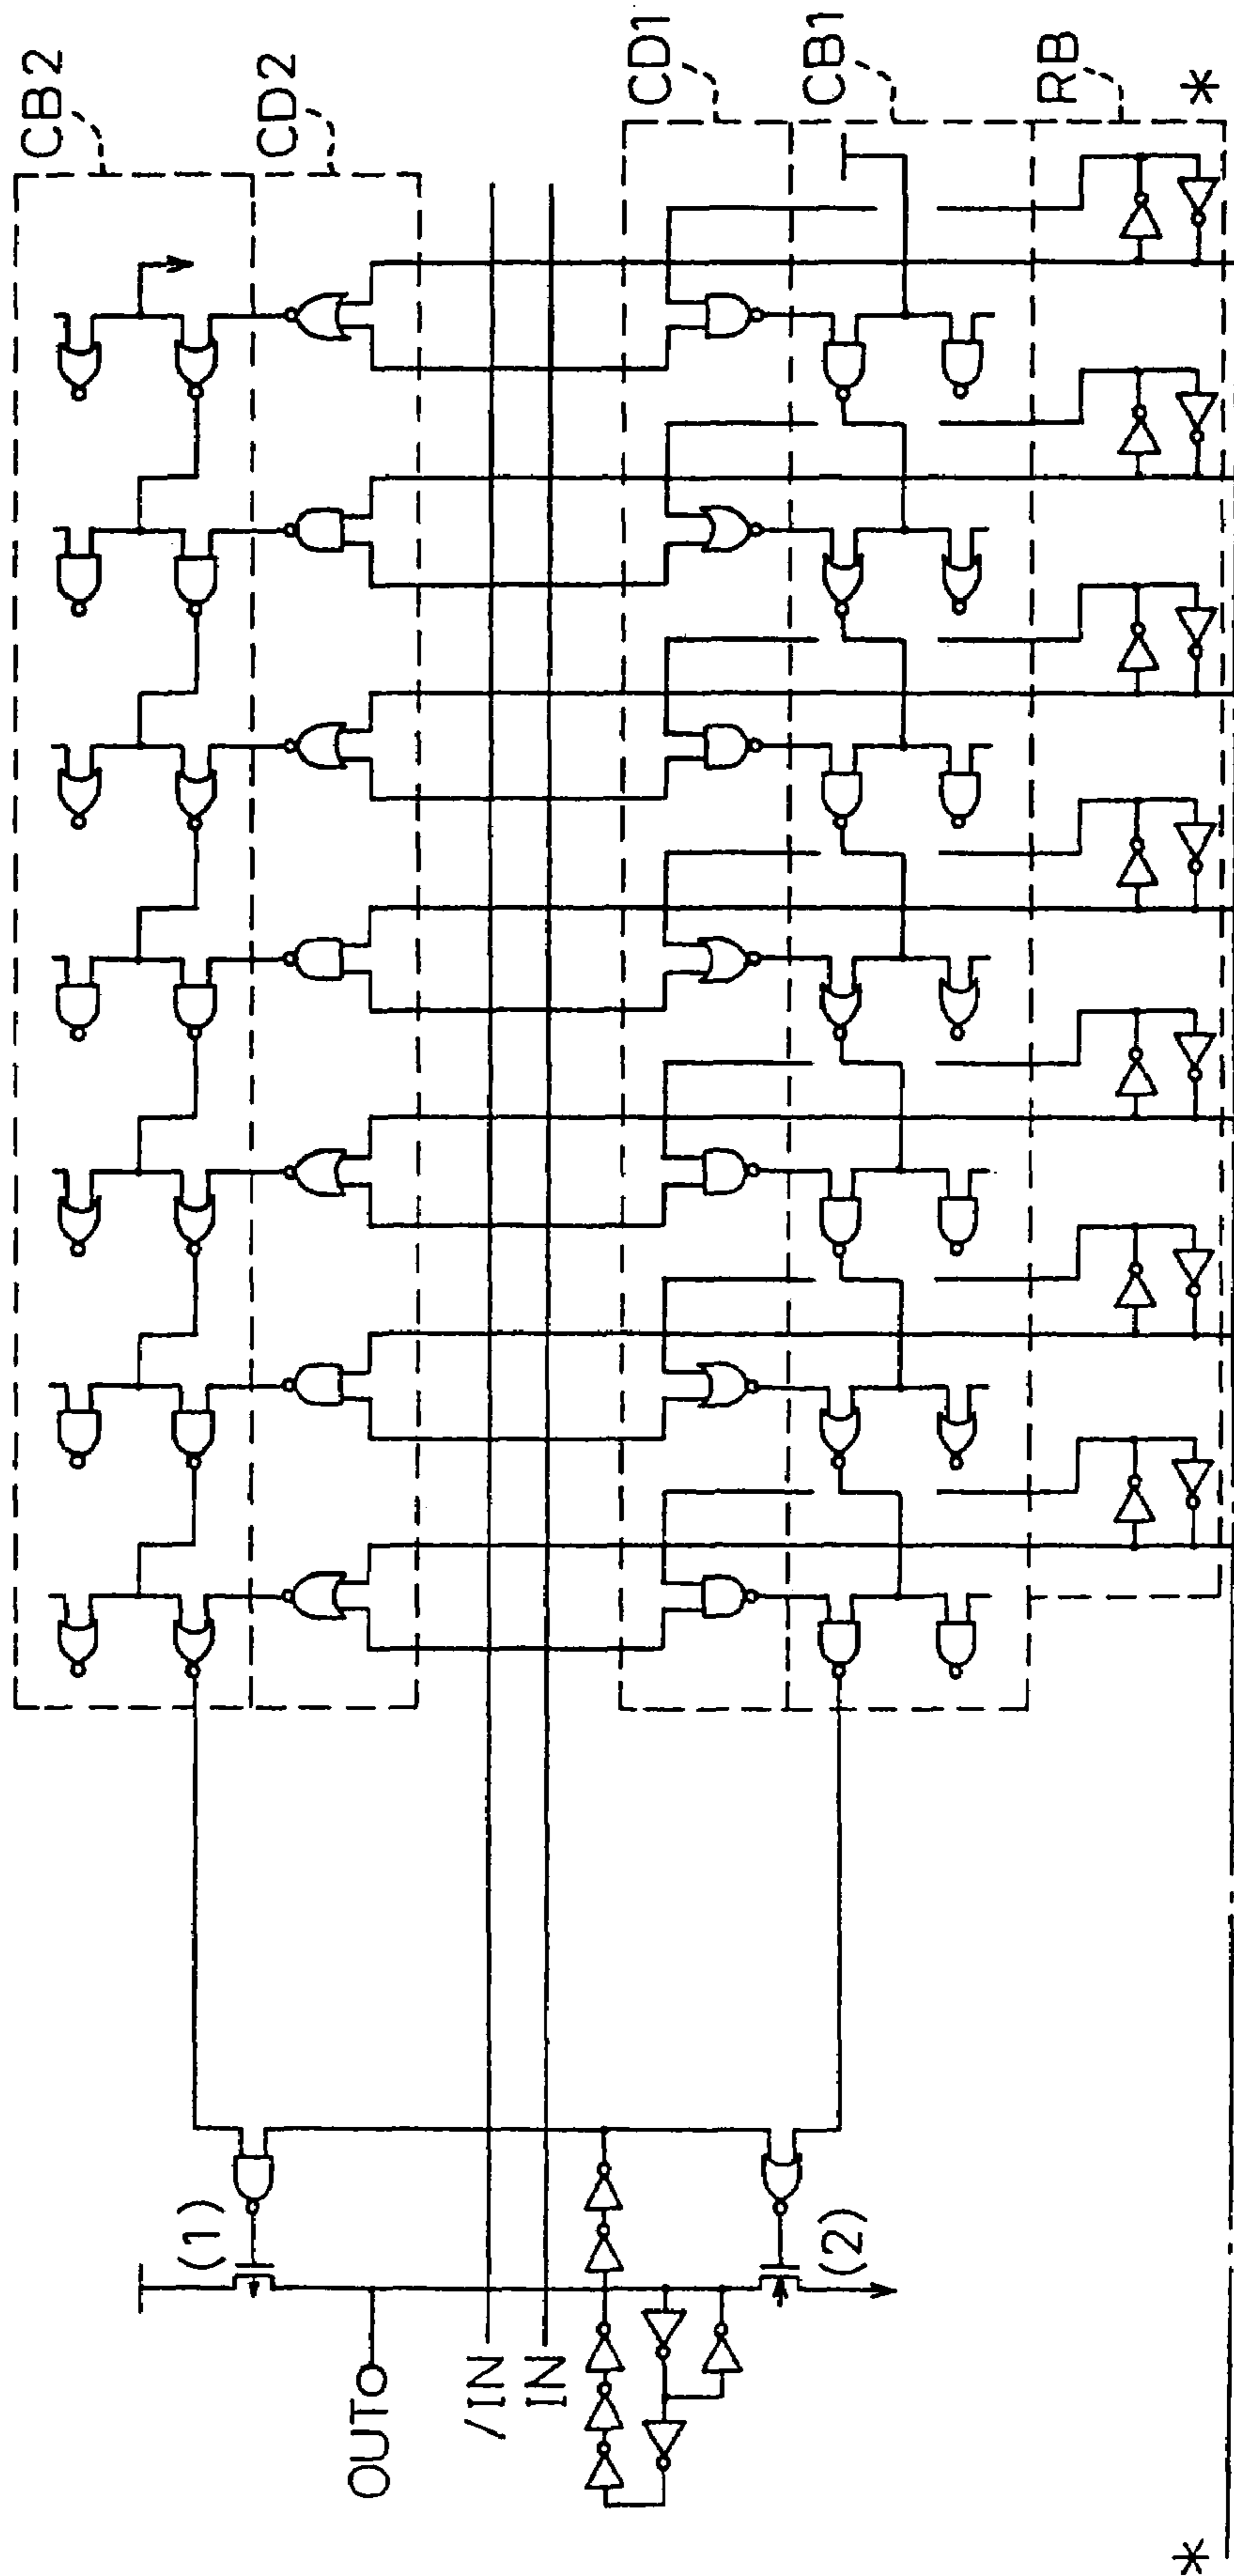 CB2
CD2
CD1
CB1
RB
*
(1)
(2)
OUT
/IN
IN
*